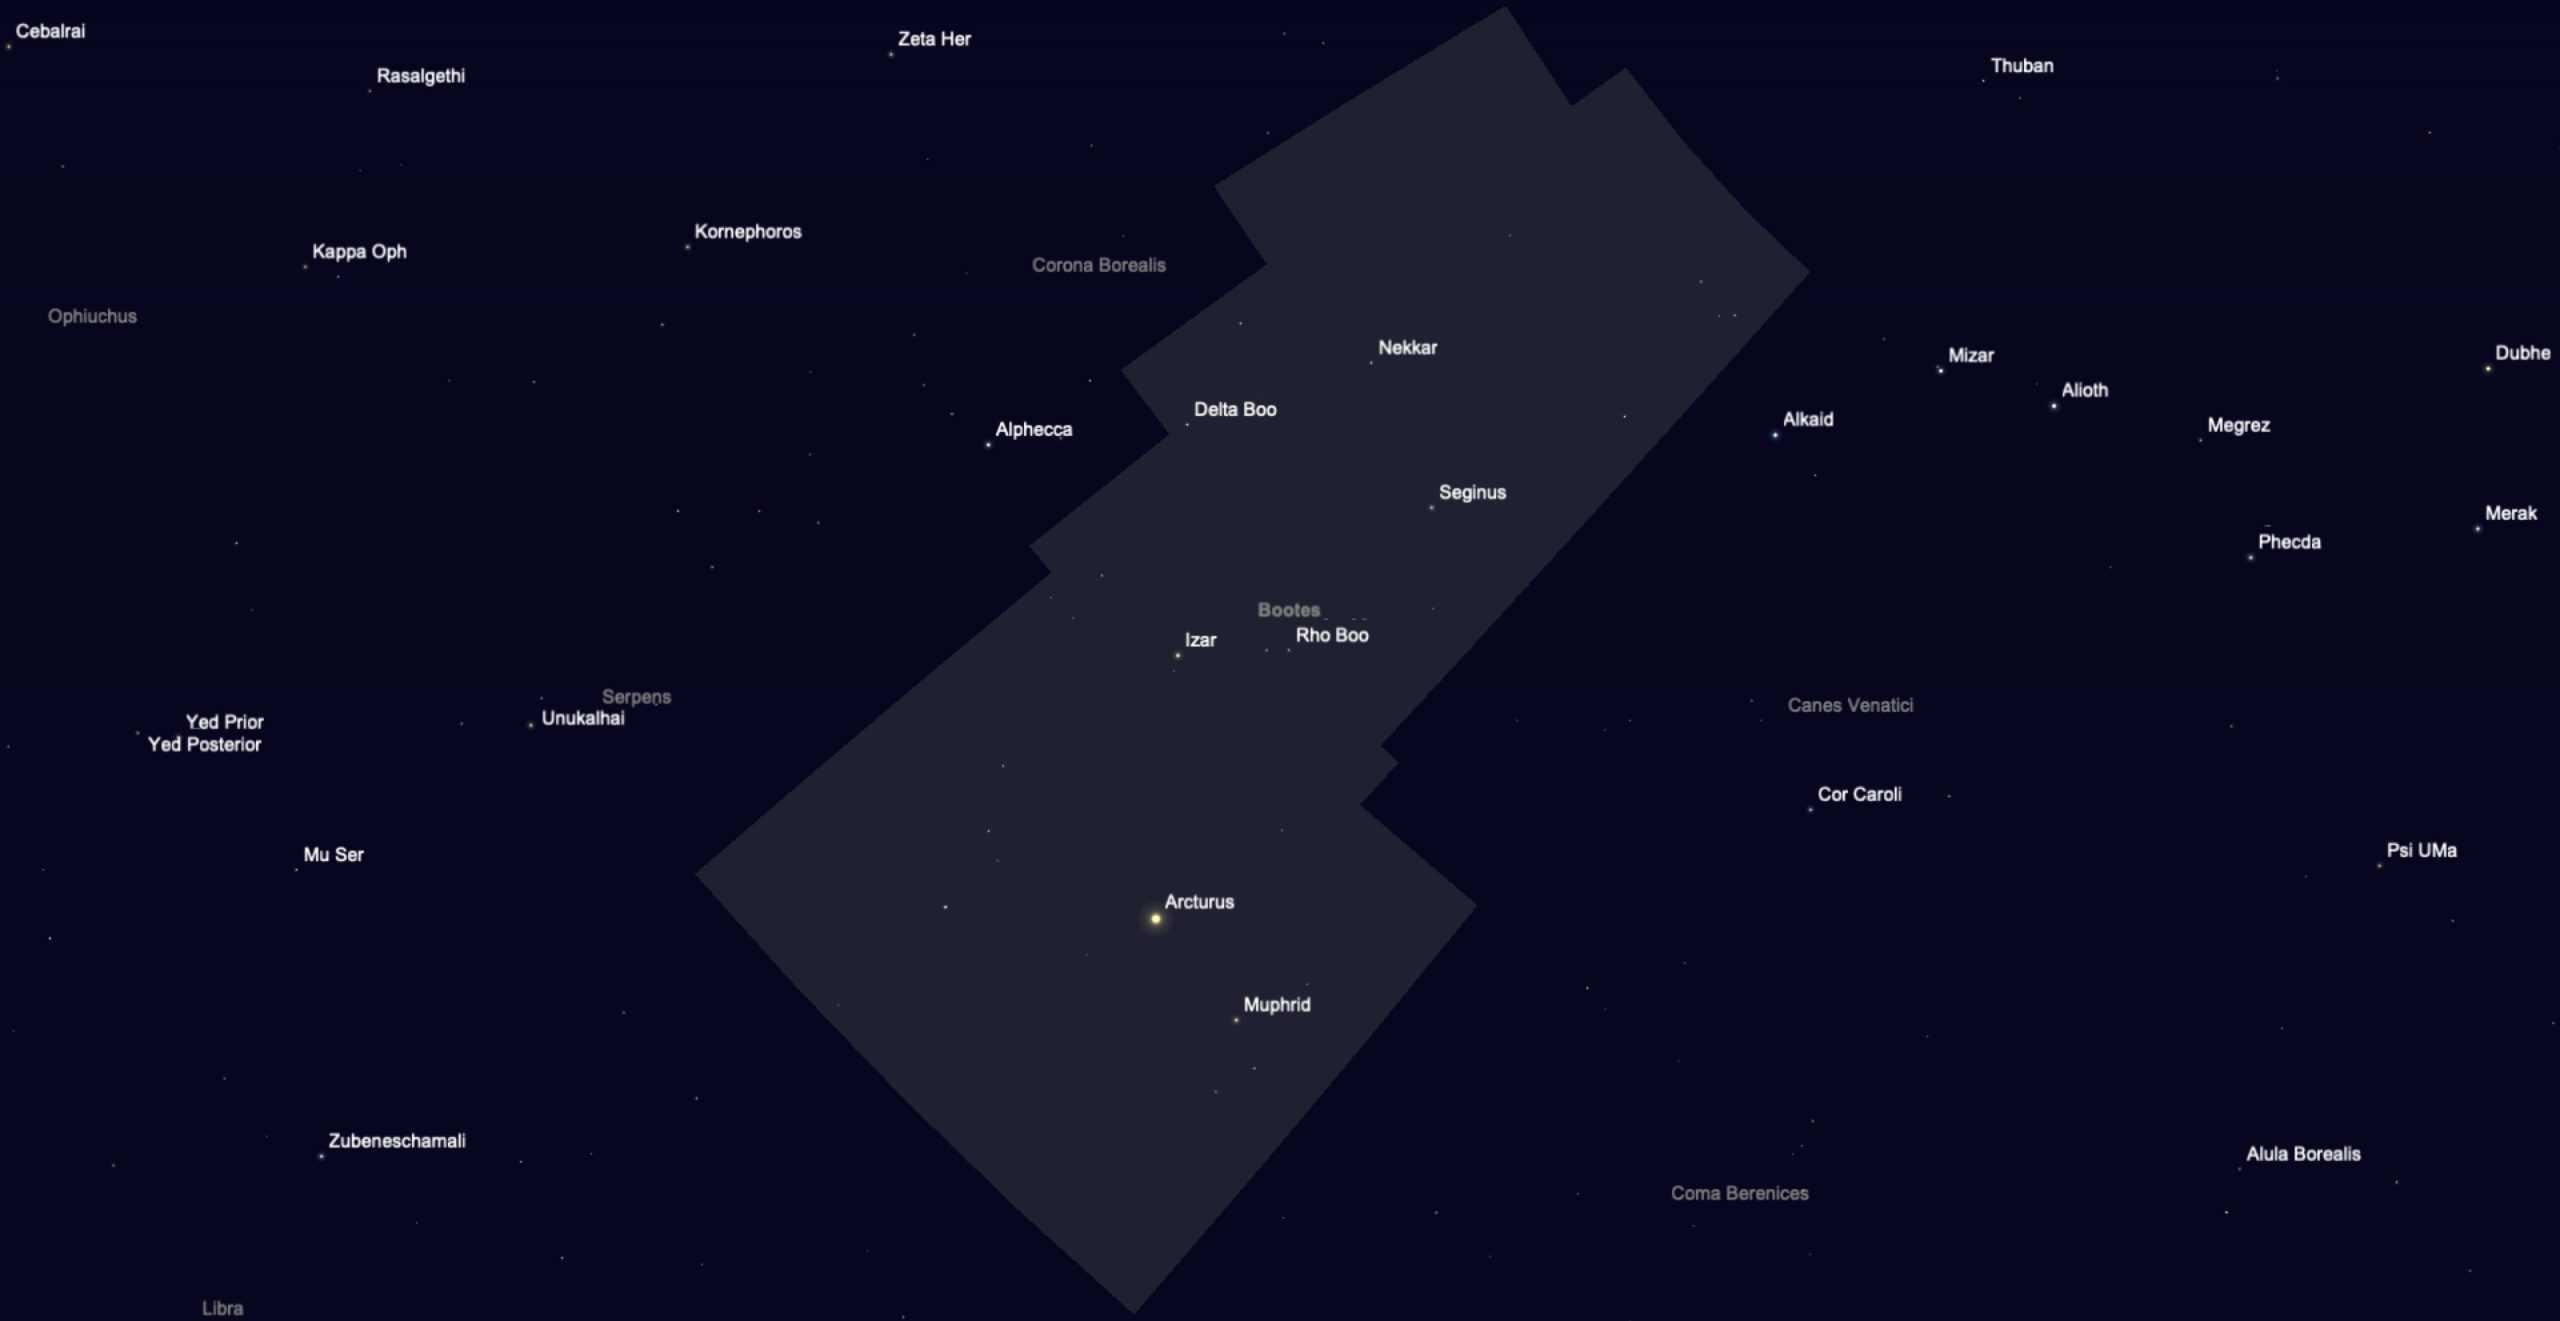 Cebalrai
Zeta Her
Thuban
Rasalgethi
Kornephoros
Kappa Oph
Corona Borealis
Ophiuchus
Nekkar
Dubhe
Mizar
Alioth
Delta Boo
Alkaid
Megrez
Alphecca
Seginus
Merak
Phecda
Bootes
Rho Boo
Izar
Serpens
Canes Venatici
Unukalhai
Yed Prior
Yed Posterior
Cor Caroli
Psi UMa
Mu Ser
Arcturus
Muphrid
Zubeneschamali
Alula Borealis
Coma Berenices
Libra